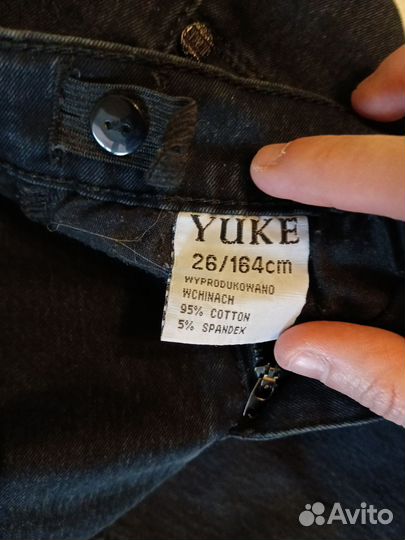 YUKE
26/164cm
WYPRODUKOWANO
WCHINACH
95% COTTON
5% SPANDEX
Avito